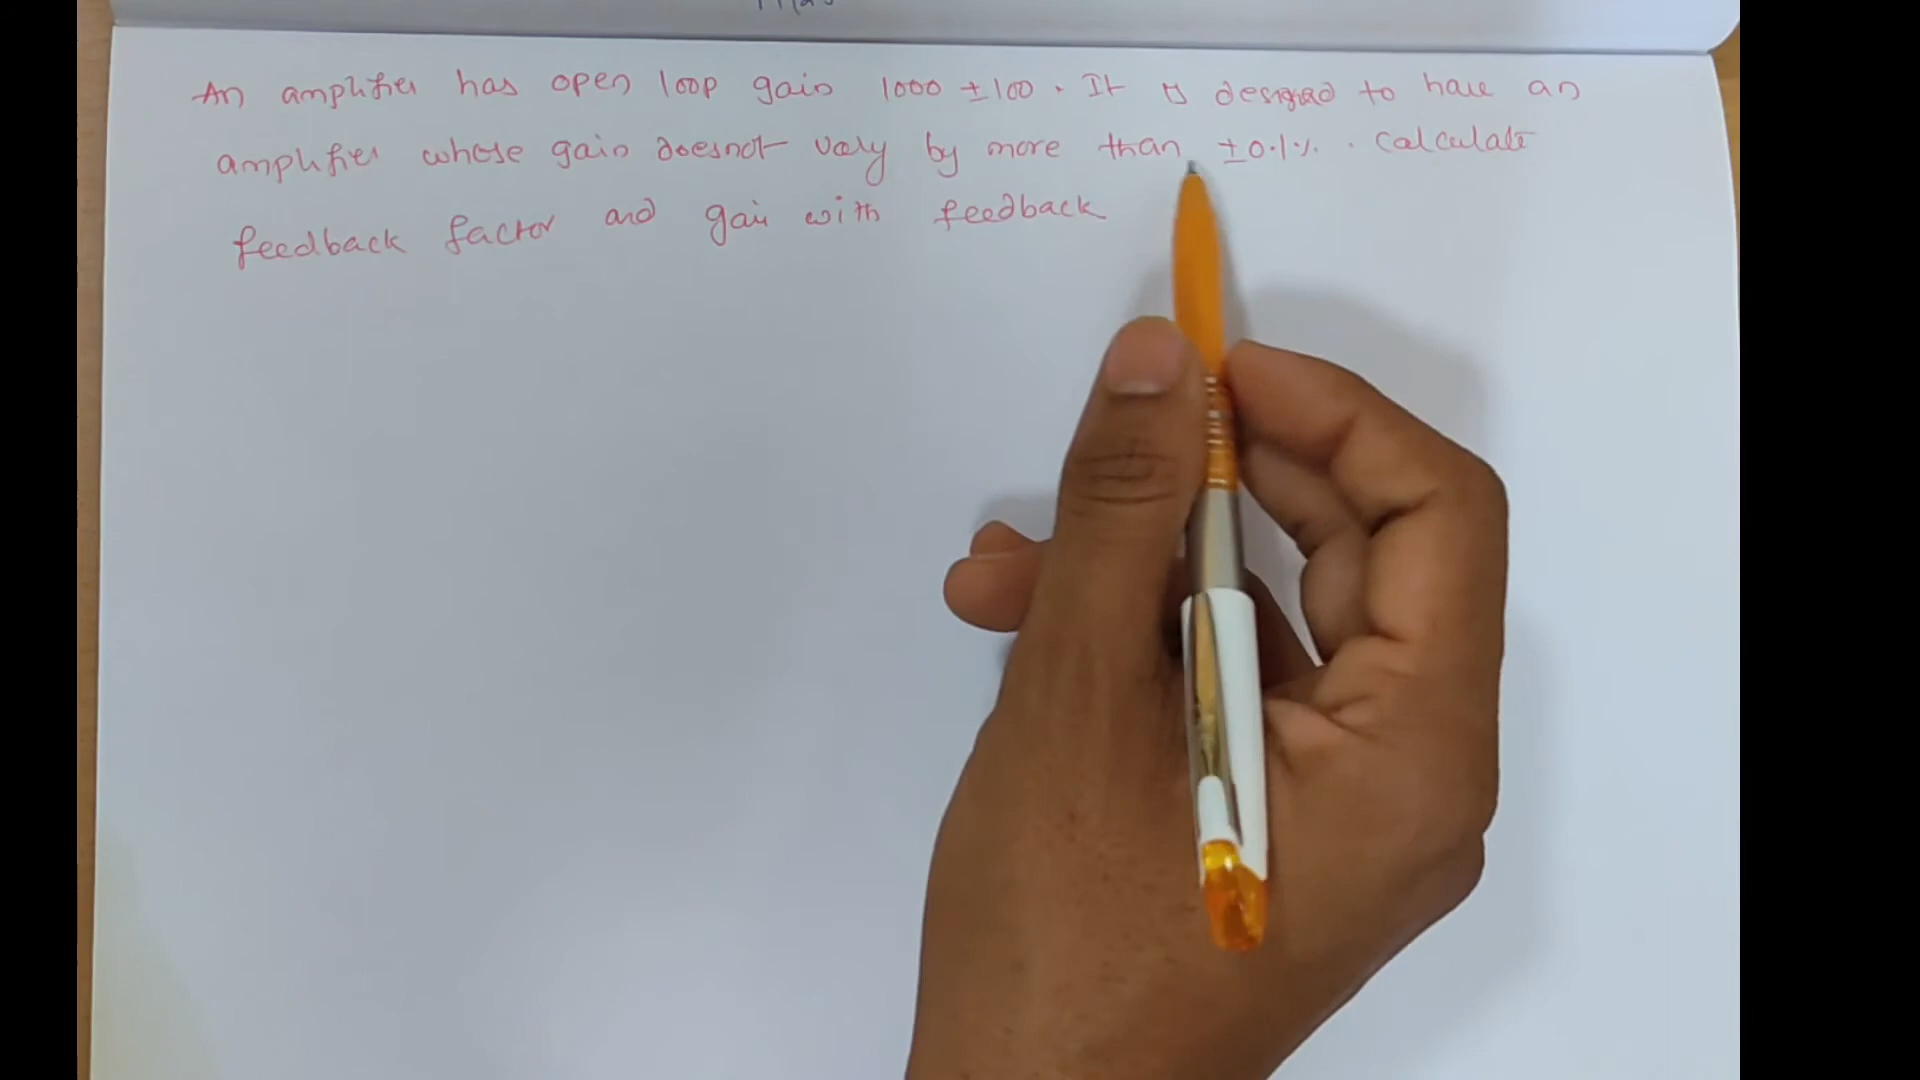 An amplifier has open loop gain 1000 ±100. It is designed to have an
amplifier whose gain doesnot vary by more than ±0.1%. Calculate
feedback factor and gain with feedback